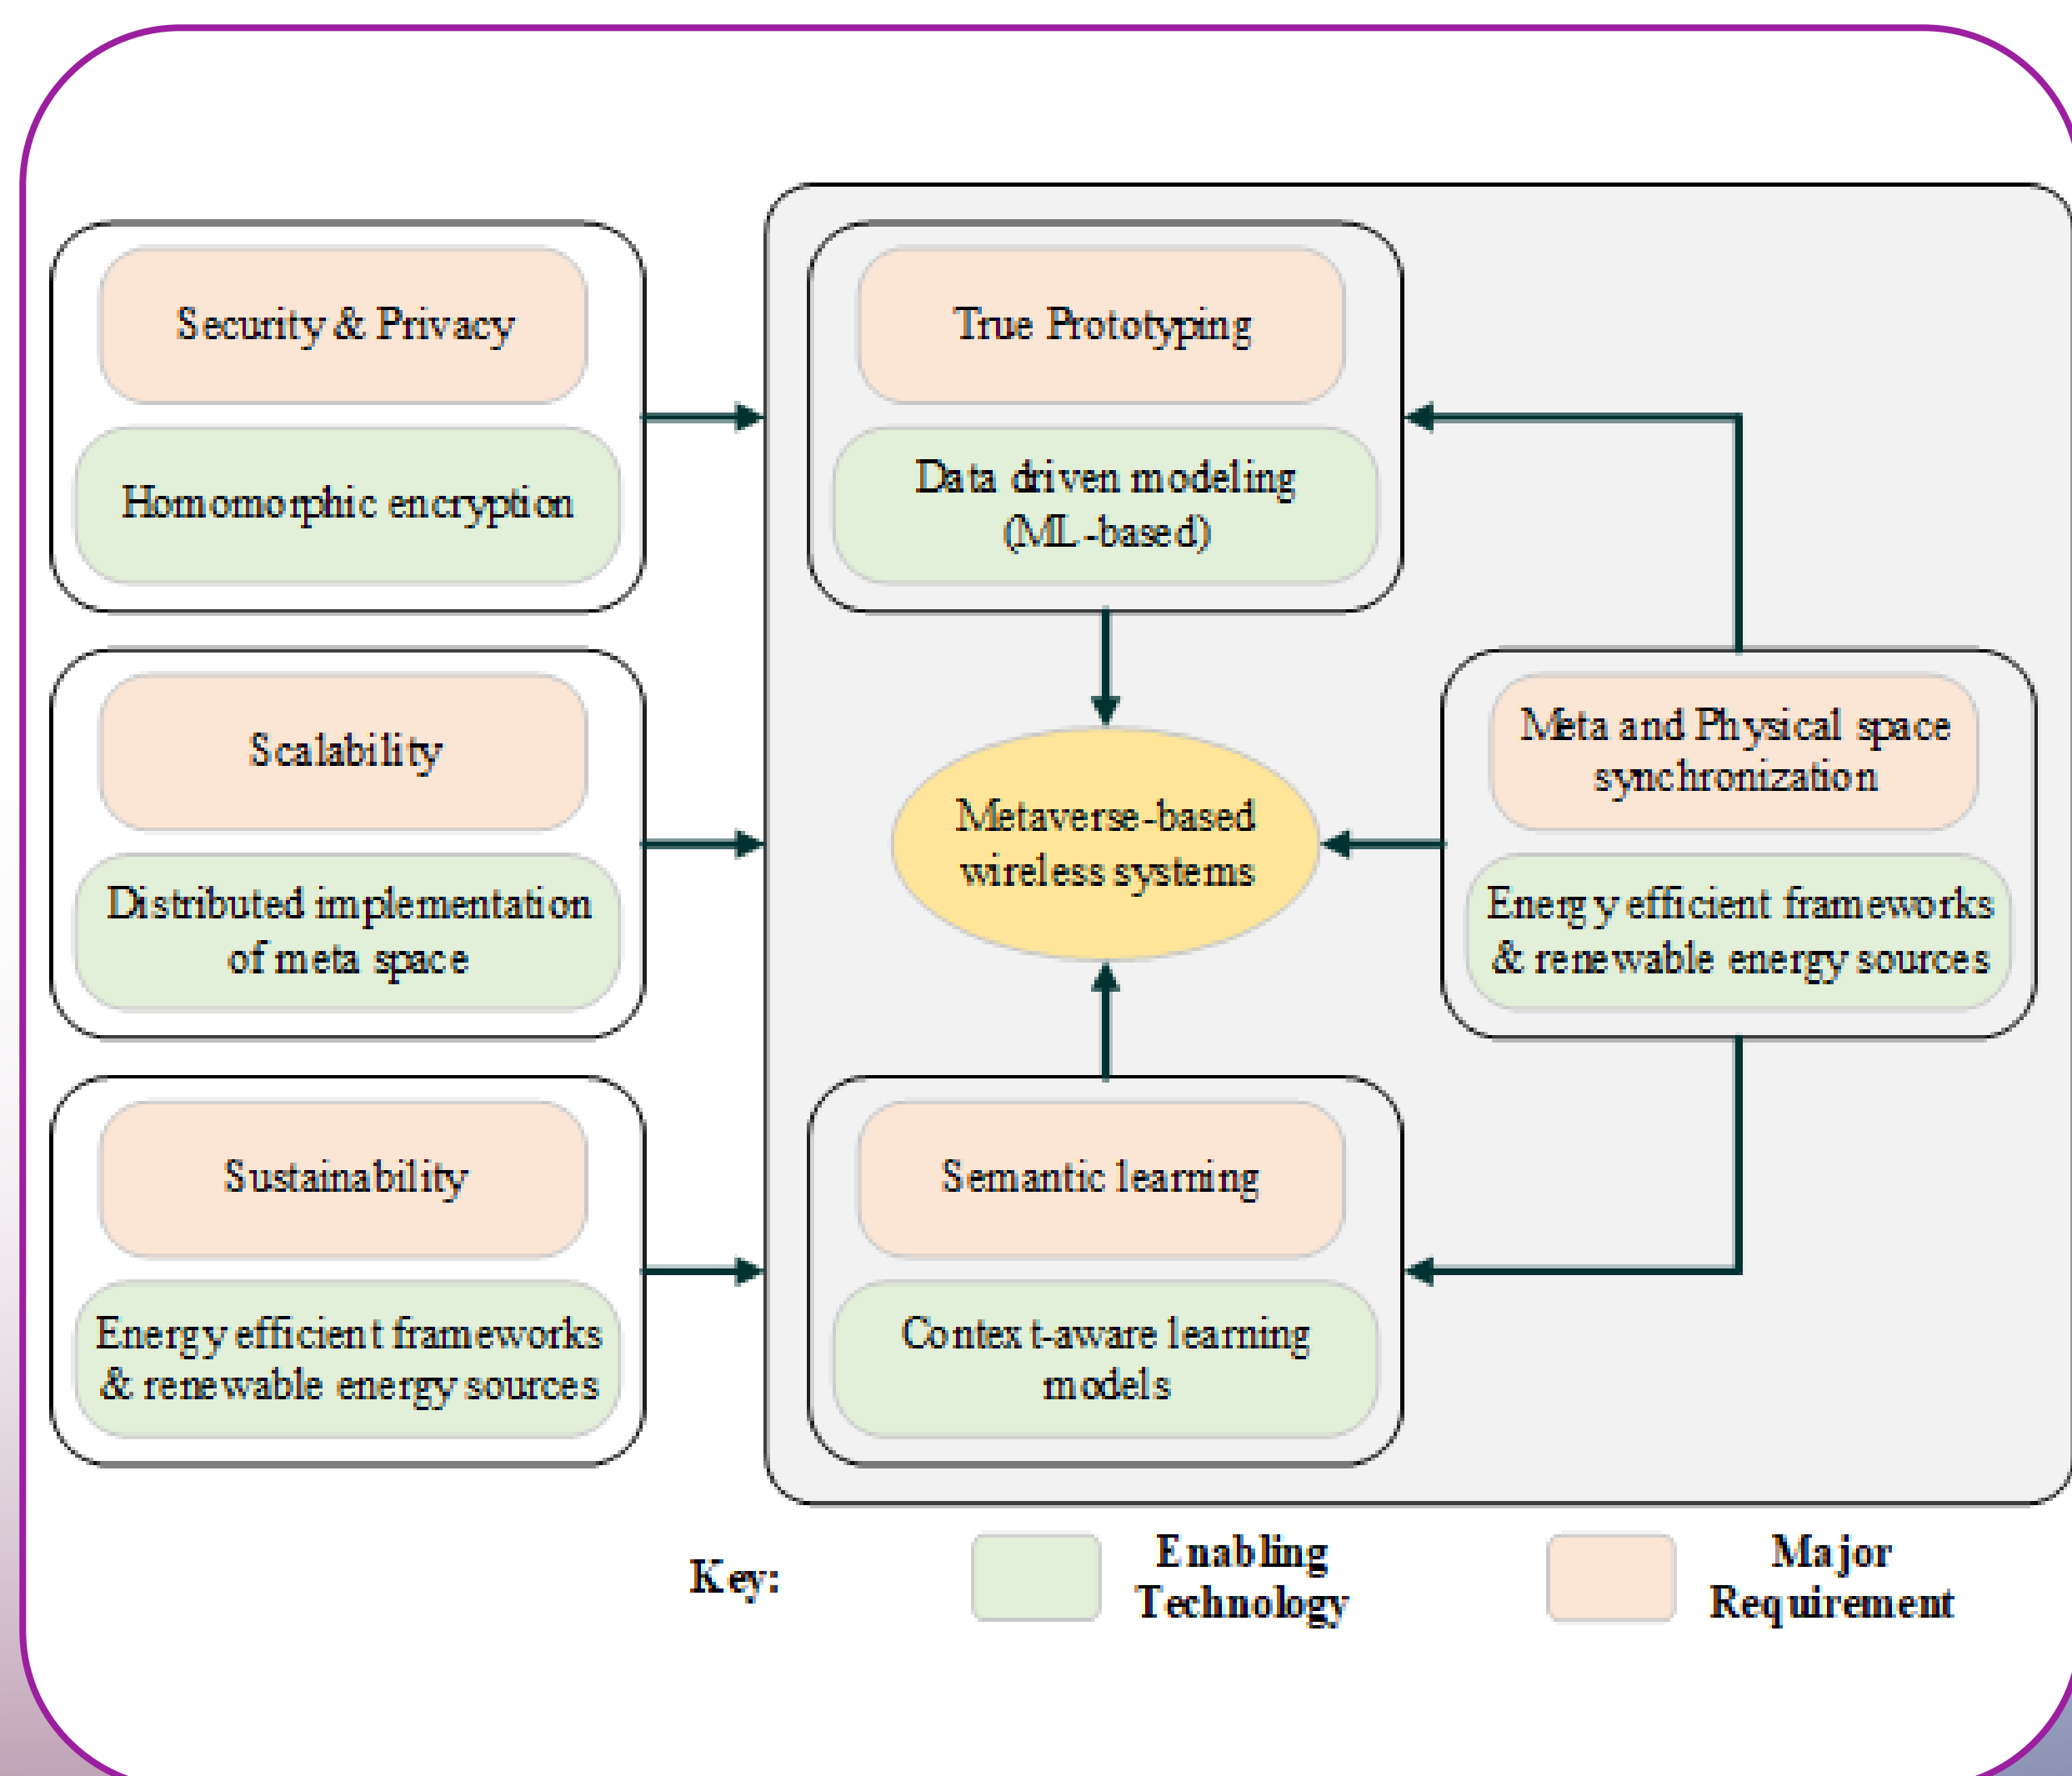 Security & Privacy
Homomorphic encryption
Scalability
Distributed implementation
of meta space
Sustainability
Energy efficient frameworks
& renewable energy sources
True Prototyping
Data driven modeling
(ML-based)
Metaverse-based
wireless systems
Semantic learning
Context-aware learning
models
Meta and Physical space
synchronization
Energy efficient frameworks
& renewable energy sources
Key:
Enabling
Technology
Major
Requirement